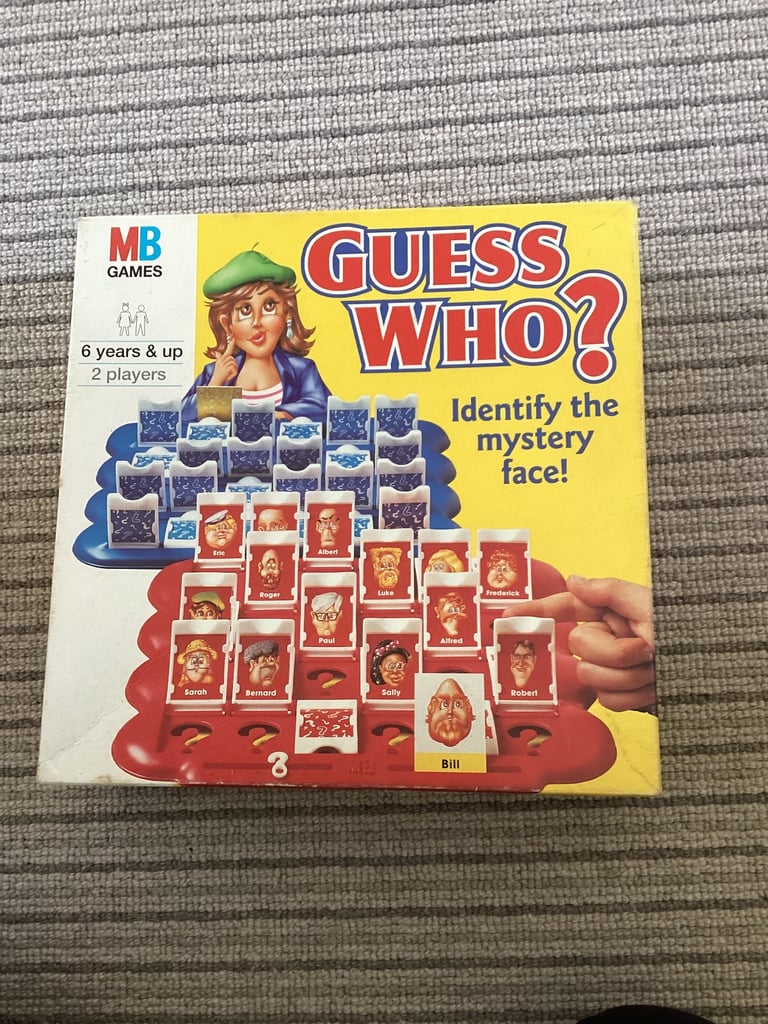 MB
GAMES
6 years & up
2 players
GUESS
WHO?
Identify the
mystery
face!
Eric
Albert
Roger
Luke
Frederick
Paul
Alfred
Sarah
Bernard
Sally
Robert
? ? ? ? ?
Bill